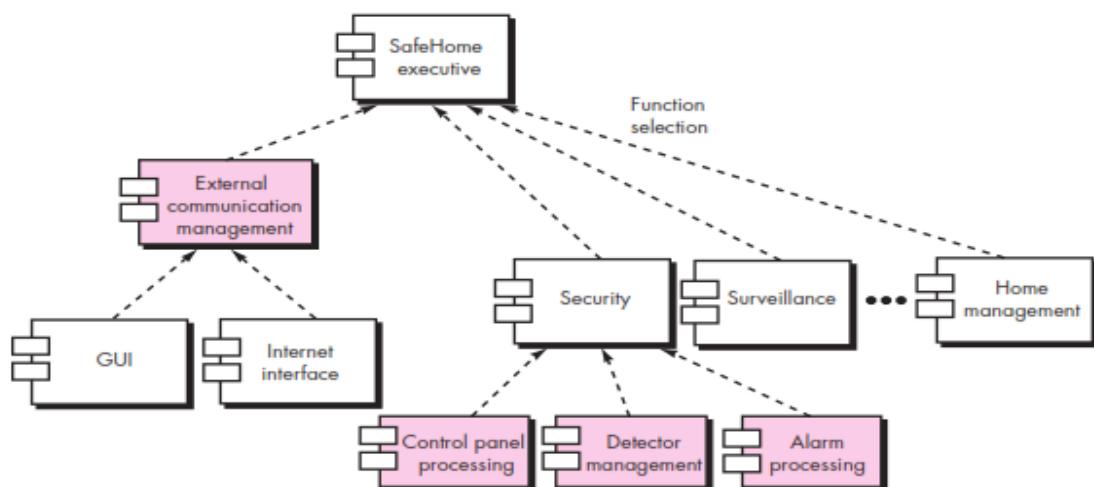 SafeHome
executive
Function
selection
External
communication
management
Security
Surveillance
Home
management
GUI
Internet
interface
Control panel
processing
Detector
management
Alarm
processing